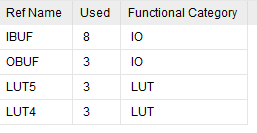 Ref Name Used Functional Category
IBUF 8 IO
OBUF 3 IO
LUT5 3 LUT
LUT4 3 LUT